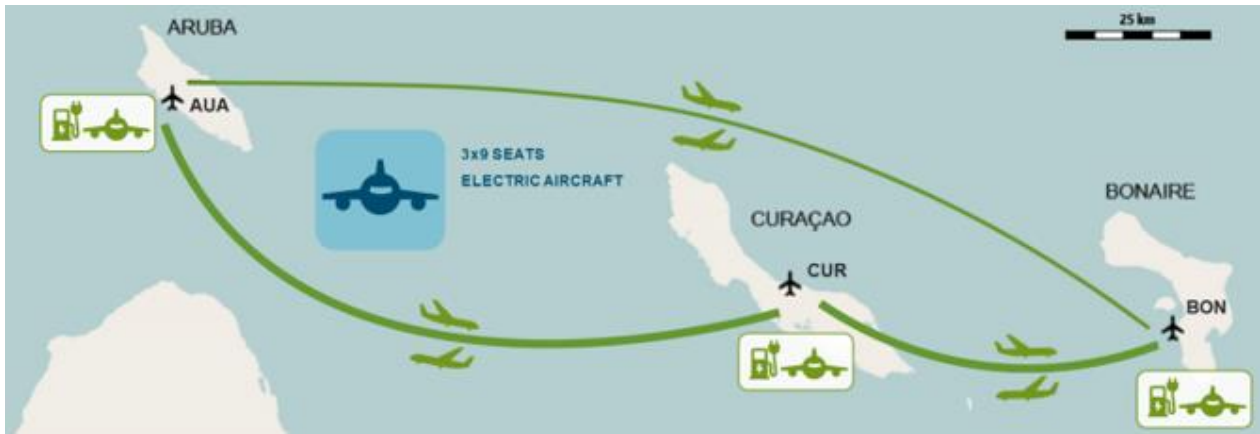 ARUBA
25 km
AUA
3x9 SEATS
ELECTRIC AIRCRAFT
BONAIRE
CURAÇAO
CUR
BON